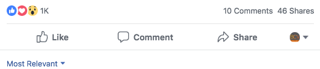 1K 10 Comments 46 Shares
Like Comment Share
Most Relevant